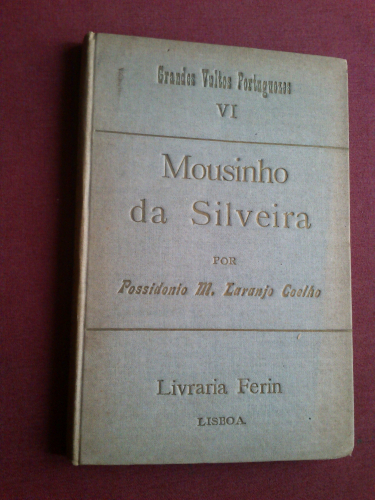 Grandes Vultos Portuguezes
VI
Mousinho
da Silveira
POR
Possidonio M. Laranjo Coelho
Livraria Ferin
LISBOA